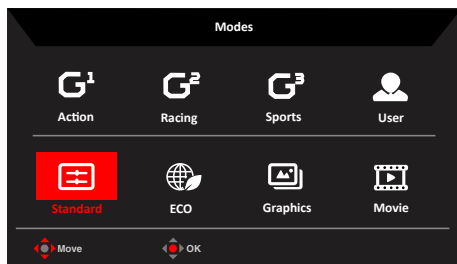 Modes
G¹ G² G³
Action Racing Sports User
Standard ECO Graphics Movie
Move OK